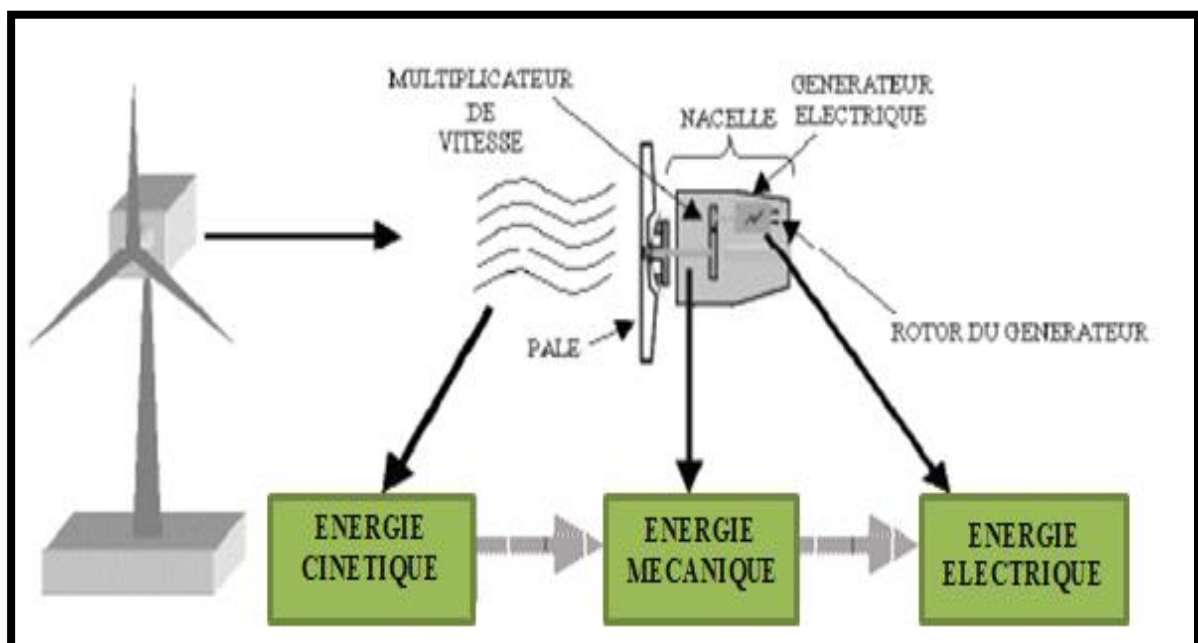 MULTIPLICATEUR
DE
VITESSE
NACELLE
GENERATEUR
ELECTRIQUE
PALE
ROTOR DU GENERATEUR
ENERGIE
CINETIQUE
ENERGIE
MECANIQUE
ENERGIE
ELECTRIQUE